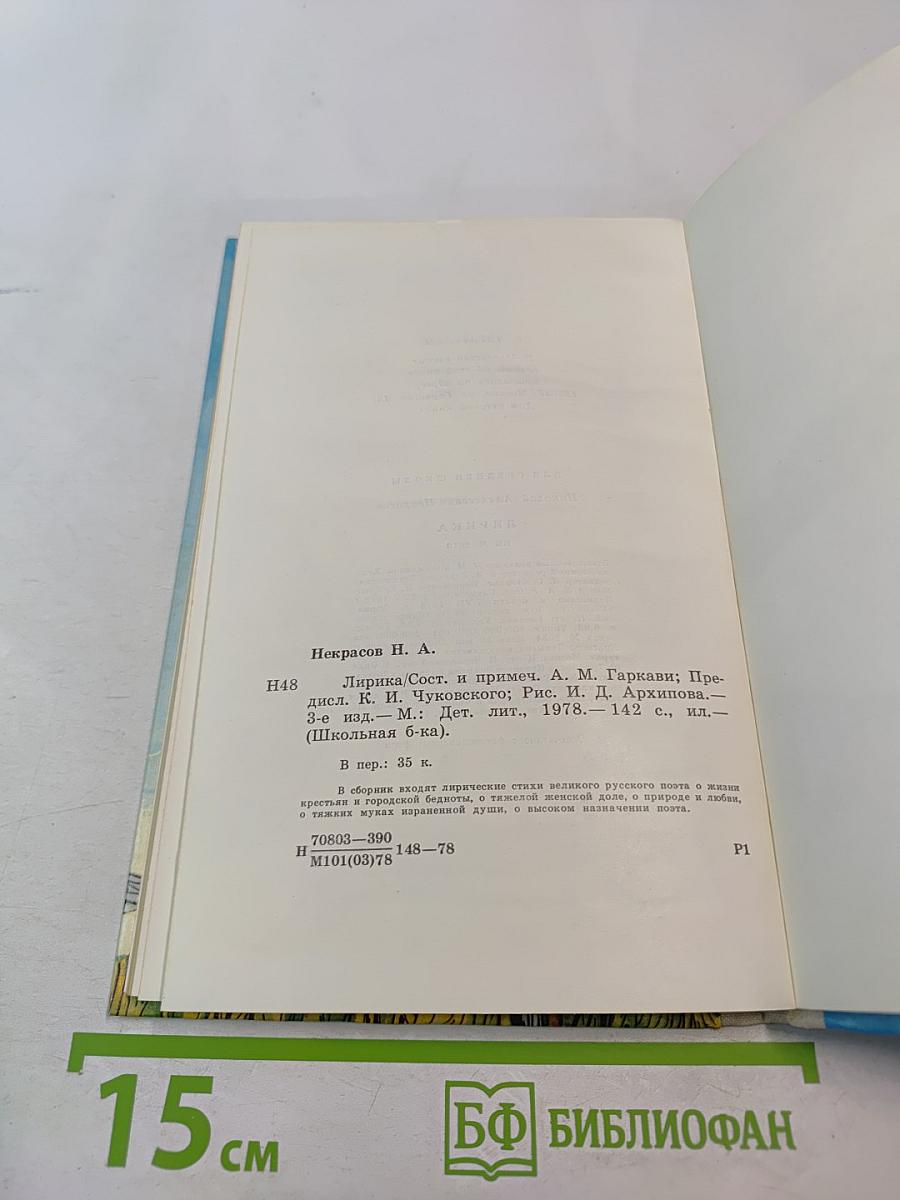 Некрасов Н. А.
Н48 Лирика/Сост. и примеч. А. М. Гаркави; Пре-
дисл. К. И. Чуковского; Рис. И. Д. Архипова.—
3-е изд.— М.: Дет. лит., 1978.— 142 с., ил.—
(Школьная б-ка).
В пер.: 35 к.
В сборник входят лирические стихи великого русского поэта о жизни
крестьян и городской бедноты, о тяжелой женской доле, о природе и любви,
о тяжких муках израненной души, о высоком назначении поэта.
70803—390
Н 148—78 Р1
М101(03)78
15 см
БФ БИБЛИОФАН